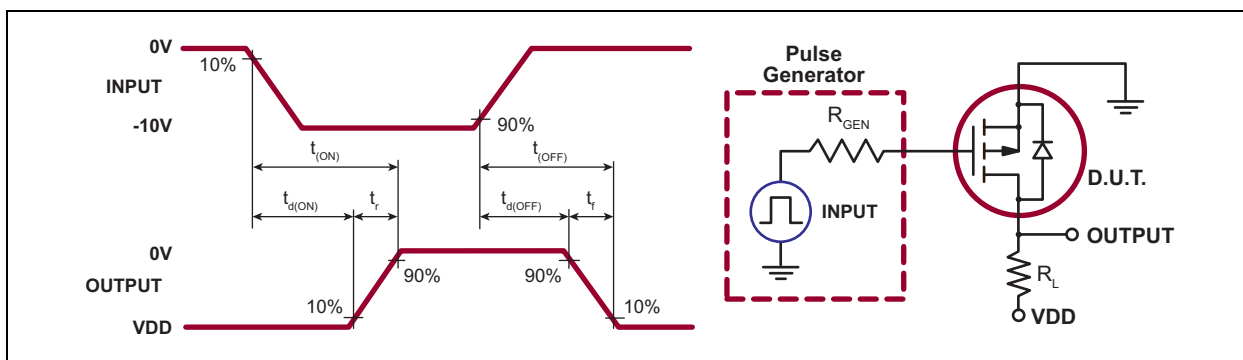 0V
10%
INPUT
-10V
90%
t(ON)
t(OFF)
td(ON)
tr
td(OFF)
tf
0V
OUTPUT
90%
90%
10%
10%
VDD
Pulse
Generator
RGEN
INPUT
D.U.T.
OUTPUT
RL
VDD